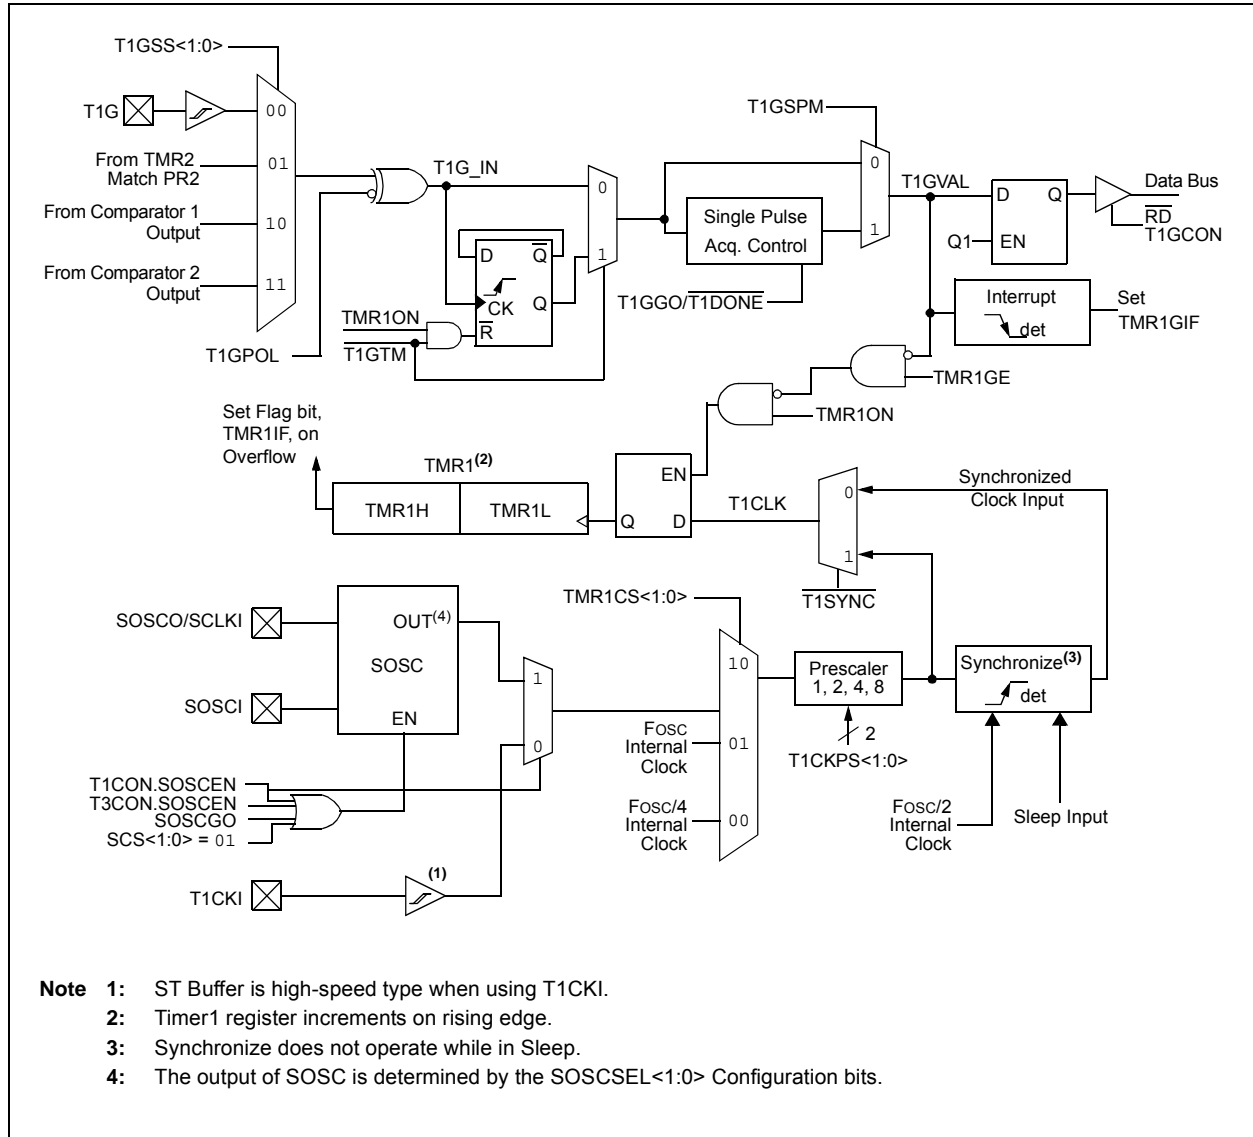 T1GSS<1:0>
T1G
00
From TMR2
Match PR2
01
From Comparator 1
Output
10
From Comparator 2
Output
11
T1GPOL
T1G_IN
0
1
D
Q
CK
Q
R
TMR1ON
T1GTM
T1GSPM
0
1
Single Pulse
Acq. Control
T1GGO/T1DONE
T1GVAL
D
Q
Q1
EN
Data Bus
RD
T1GCON
Interrupt
det
Set
TMR1GIF
TMR1GE
TMR1ON
Set Flag bit,
TMR1IF, on
Overflow
TMR1(2)
TMR1H
TMR1L
EN
Q
D
T1CLK
0
1
T1SYNC
Synchronized
Clock Input
SOSCO/SCLKI
OUT(4)
SOSC
SOSCI
EN
1
0
T1CON.SOSCEN
T3CON.SOSCEN
SOSCGO
SCS<1:0> = 01
T1CKI
(1)
TMR1CS<1:0>
10
FOSC
Internal
Clock
01
FOSC/4
Internal
Clock
00
Prescaler
1, 2, 4, 8
2
T1CKPS<1:0>
Synchronize(3)
det
FOSC/2
Internal
Clock
Sleep Input
Note 1: ST Buffer is high-speed type when using T1CKI.
2: Timer1 register increments on rising edge.
3: Synchronize does not operate while in Sleep.
4: The output of SOSC is determined by the SOSCSEL<1:0> Configuration bits.